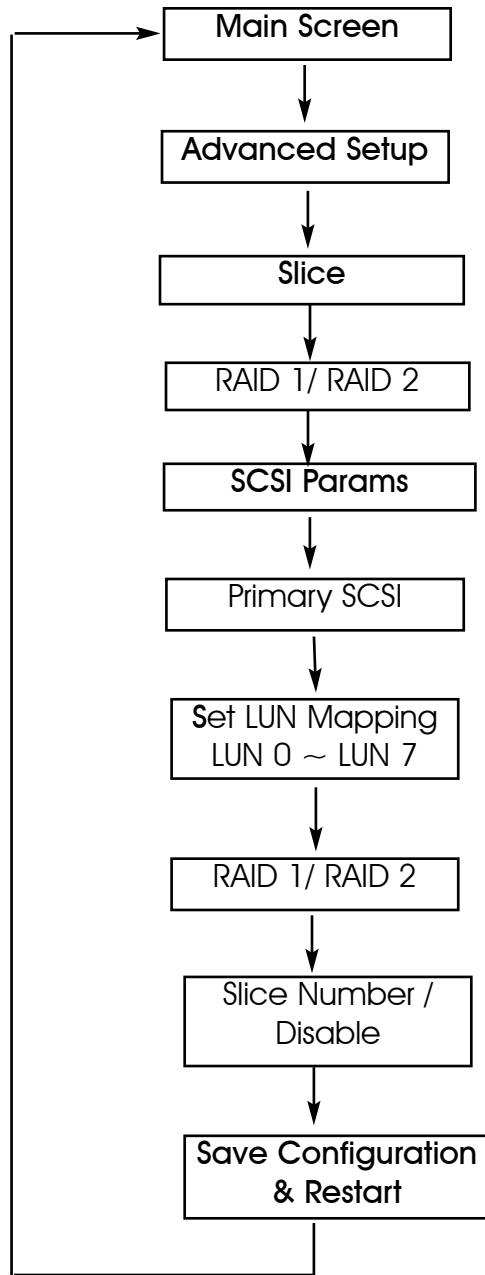 Main Screen
Advanced Setup
Slice
RAID 1/ RAID 2
SCSI Params
Primary SCSI
Set LUN Mapping
LUN 0 ~ LUN 7
RAID 1/ RAID 2
Slice Number /
Disable
Save Configuration
& Restart